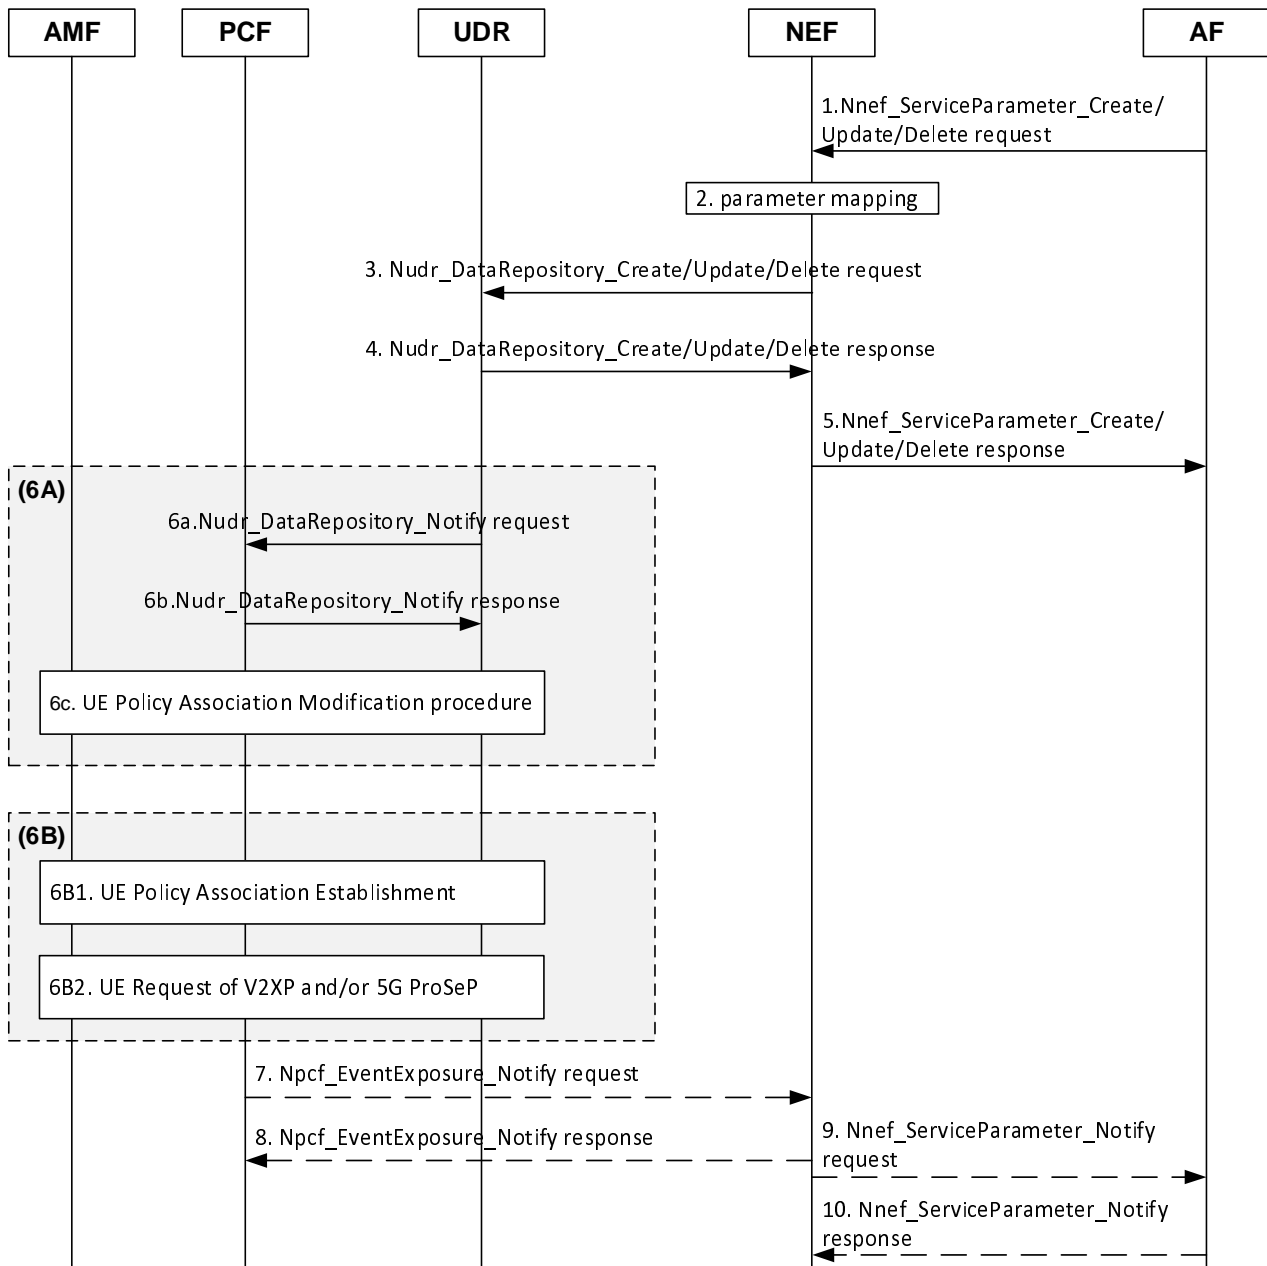 AMF
PCF
UDR
NEF
AF
1.Nnef_ServiceParameter_Create/
Update/Delete request
2. parameter mapping
3. Nudr_DataRepository_Create/Update/Delete request
4. Nudr_DataRepository_Create/Update/Delete response
5.Nnef_ServiceParameter_Create/
Update/Delete response
(6A)
6a.Nudr_DataRepository_Notify request
6b.Nudr_DataRepository_Notify response
6c. UE Policy Association Modification procedure
(6B)
6B1. UE Policy Association Establishment
6B2. UE Request of V2XP and/or 5G ProSeP
7. Npcf_EventExposure_Notify request
8. Npcf_EventExposure_Notify response
9. Nnef_ServiceParameter_Notify
request
10. Nnef_ServiceParameter_Notify
response